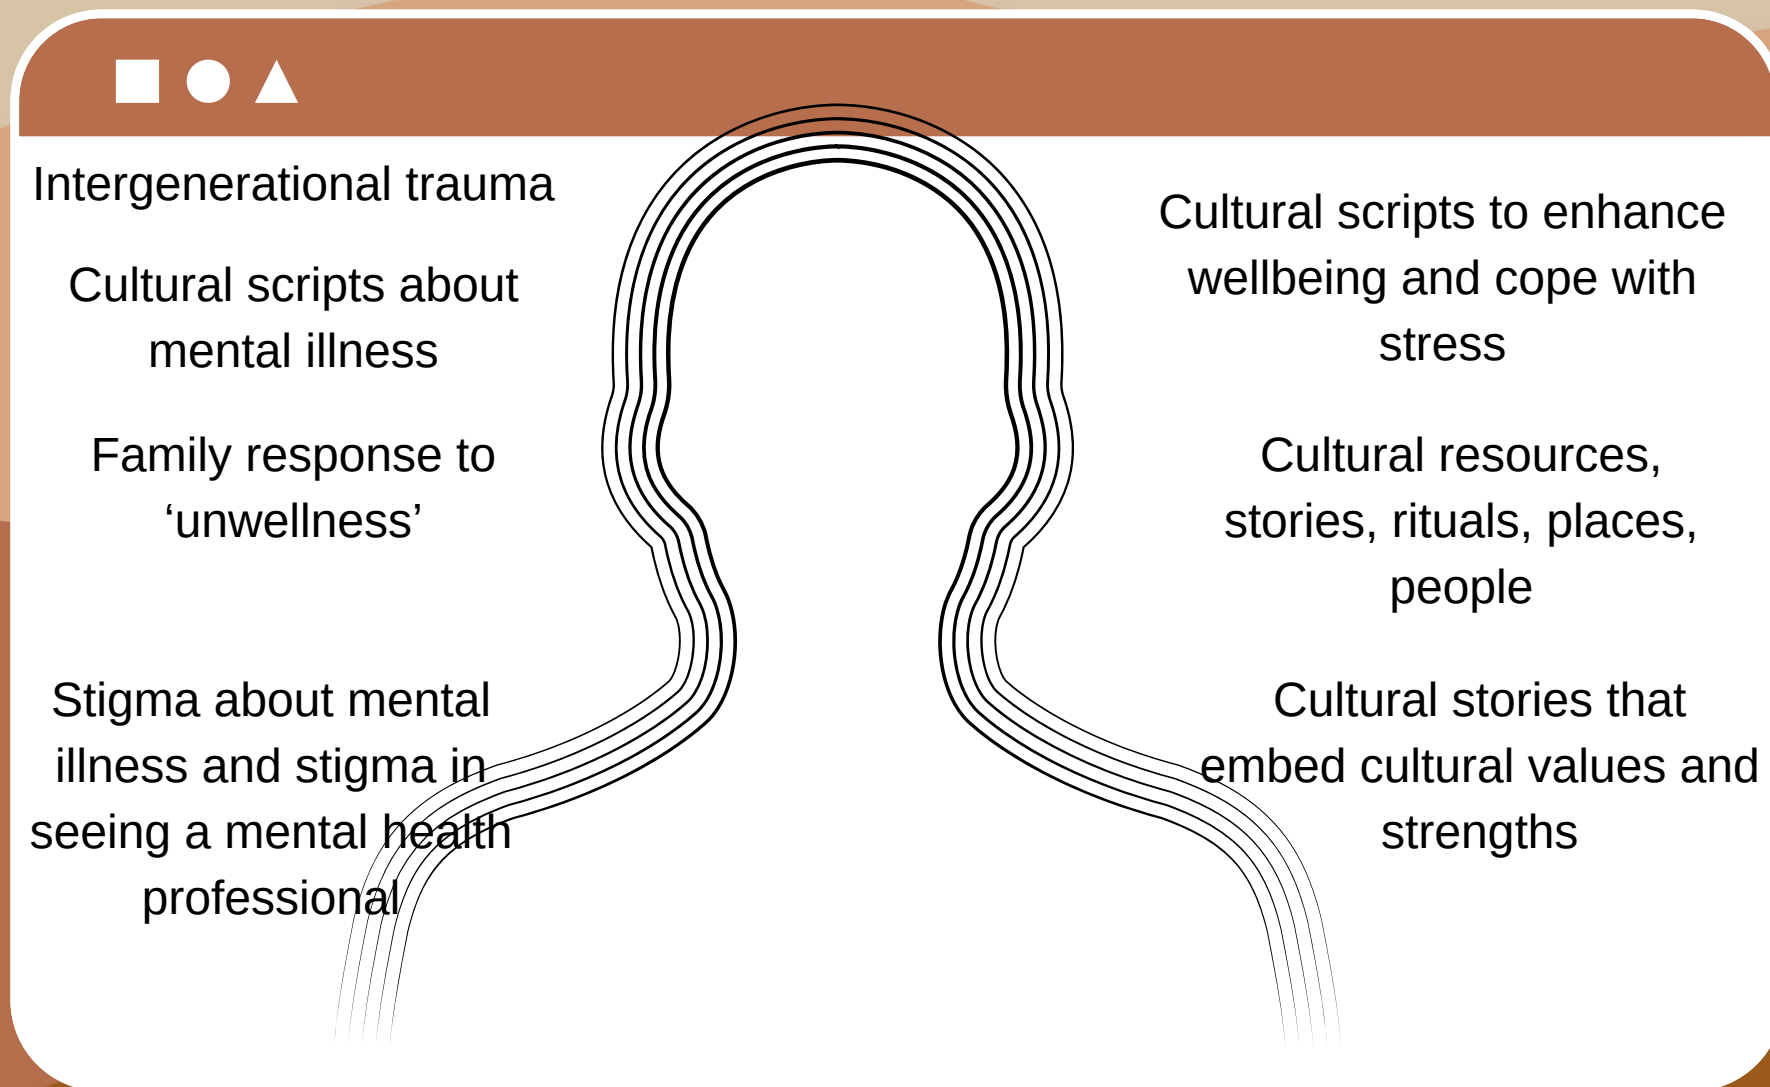 Intergenerational trauma
Cultural scripts about
mental illness
Family response to
‘unwellness’
Stigma about mental
illness and stigma in
seeing a mental health
professional
Cultural scripts to enhance
wellbeing and cope with
stress
Cultural resources,
stories, rituals, places,
people
Cultural stories that
embed cultural values and
strengths